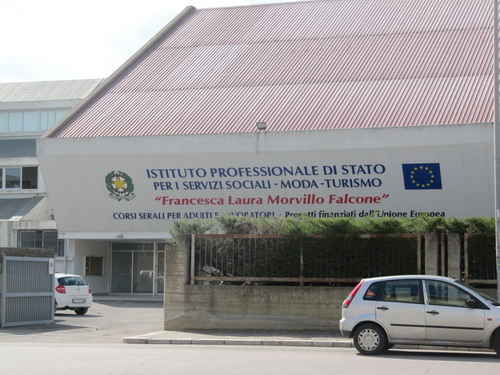 ISTITUTO PROFESSIONALE DI STATO
PER I SERVIZI SOCIALI - MODA - TURISMO
"Francesca Laura Morvillo Falcone"
CORSI SERALI PER ADULTI E LAVORATORI - Progetti finanziati dall'Unione Europea